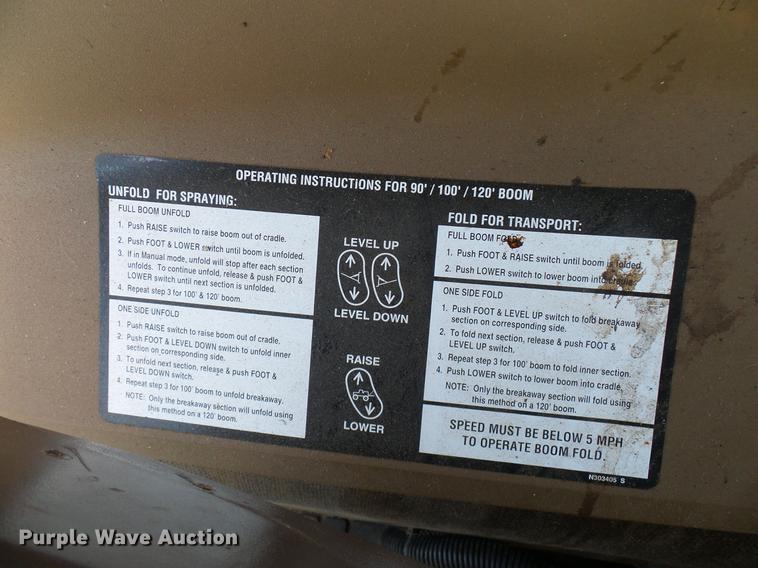 OPERATING INSTRUCTIONS FOR 90' / 100' / 120' BOOM
UNFOLD FOR SPRAYING:
FULL BOOM UNFOLD
1. Push RAISE switch to raise boom out of cradle.
2. Push FOOT & LOWER switch until boom is unfolded.
3. If in Manual mode, unfold will stop after each section
unfolds. To continue unfold, release & push FOOT &
LOWER switch until next section is unfolded.
4. Repeat step 3 for 100' & 120' boom.
ONE SIDE UNFOLD
1. Push RAISE switch to raise boom out of cradle.
2. Push FOOT & LEVEL DOWN switch to unfold inner
section on corresponding side.
3. To unfold next section, release & push FOOT &
LEVEL DOWN switch.
4. Repeat step 3 for 100' boom to unfold breakaway.
NOTE: Only the breakaway section will unfold using
this method on a 120' boom.
LEVEL UP
LEVEL DOWN
RAISE
LOWER
FOLD FOR TRANSPORT:
FULL BOOM FOLD
1. Push FOOT & RAISE switch until boom is folded.
2. Push LOWER switch to lower boom into cradle.
ONE SIDE FOLD
1. Push FOOT & LEVEL UP switch to fold breakaway
section on corresponding side.
2. To fold next section, release & push FOOT &
LEVEL UP switch.
3. Repeat step 3 for 100' boom to fold inner section.
4. Push LOWER switch to lower boom into cradle.
NOTE: Only the breakaway section will fold using
this method on a 120' boom.
SPEED MUST BE BELOW 5 MPH
TO OPERATE BOOM FOLD.
N303405 S
Purple Wave Auction